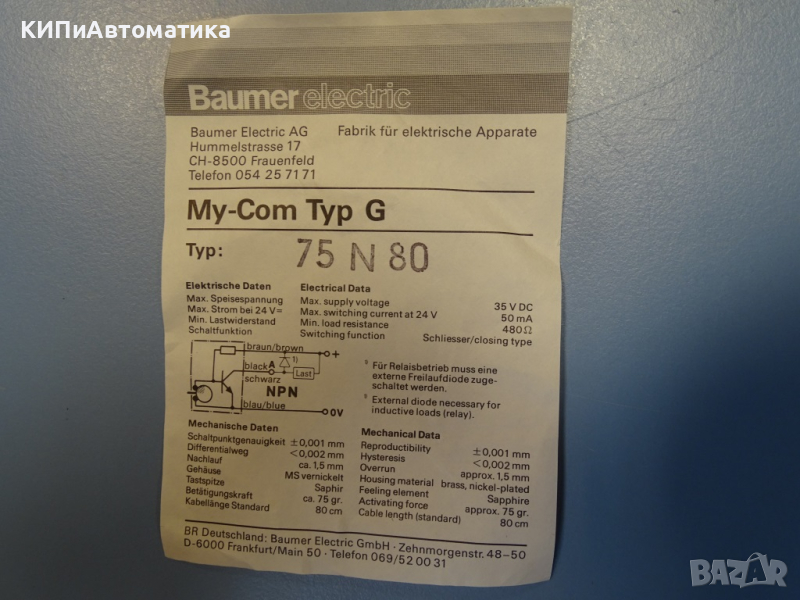 КИПиАвтоматика
Baumer electric
Baumer Electric AG Fabrik für elektrische Apparate
Hummelstrasse 17
CH-8500 Frauenfeld
Telefon 054 25 71 71
My-Com Typ G
Typ: 75 N 80
Elektrische Daten Electrical Data
Max. Speisespannung Max. supply voltage 35 V DC
Max. Strom bei 24 V= Max. switching current at 24 V 50 mA
Min. Lastwiderstand Min. load resistance 480 Ω
Schaltfunktion Switching function Schliesser/closing type
braun/brown
+
1)
black A
Last
schwarz
NPN
blau/blue
0V
Für Relaisbetrieb muss eine
externe Freilaufdiode zuge-
schaltet werden.
External diode necessary for
inductive loads (relay).
Mechanische Daten Mechanical Data
Schaltpunktgenauigkeit ±0,001 mm Reproductibility ±0,001 mm
Differentialweg <0,002 mm Hysteresis <0,002 mm
Nachlauf ca. 1,5 mm Overrun approx. 1,5 mm
Gehäuse MS vernickelt Housing material brass, nickel-plated
Tastspitze Saphir Feeling element Sapphire
Betätigungskraft ca. 75 gr. Activating force approx. 75 gr.
Kabellänge Standard 80 cm Cable length (standard) 80 cm
BR Deutschland: Baumer Electric GmbH · Zehnmorgenstr. 48-50
D-6000 Frankfurt/Main 50 · Telefon 069/52 00 31
BAZAR